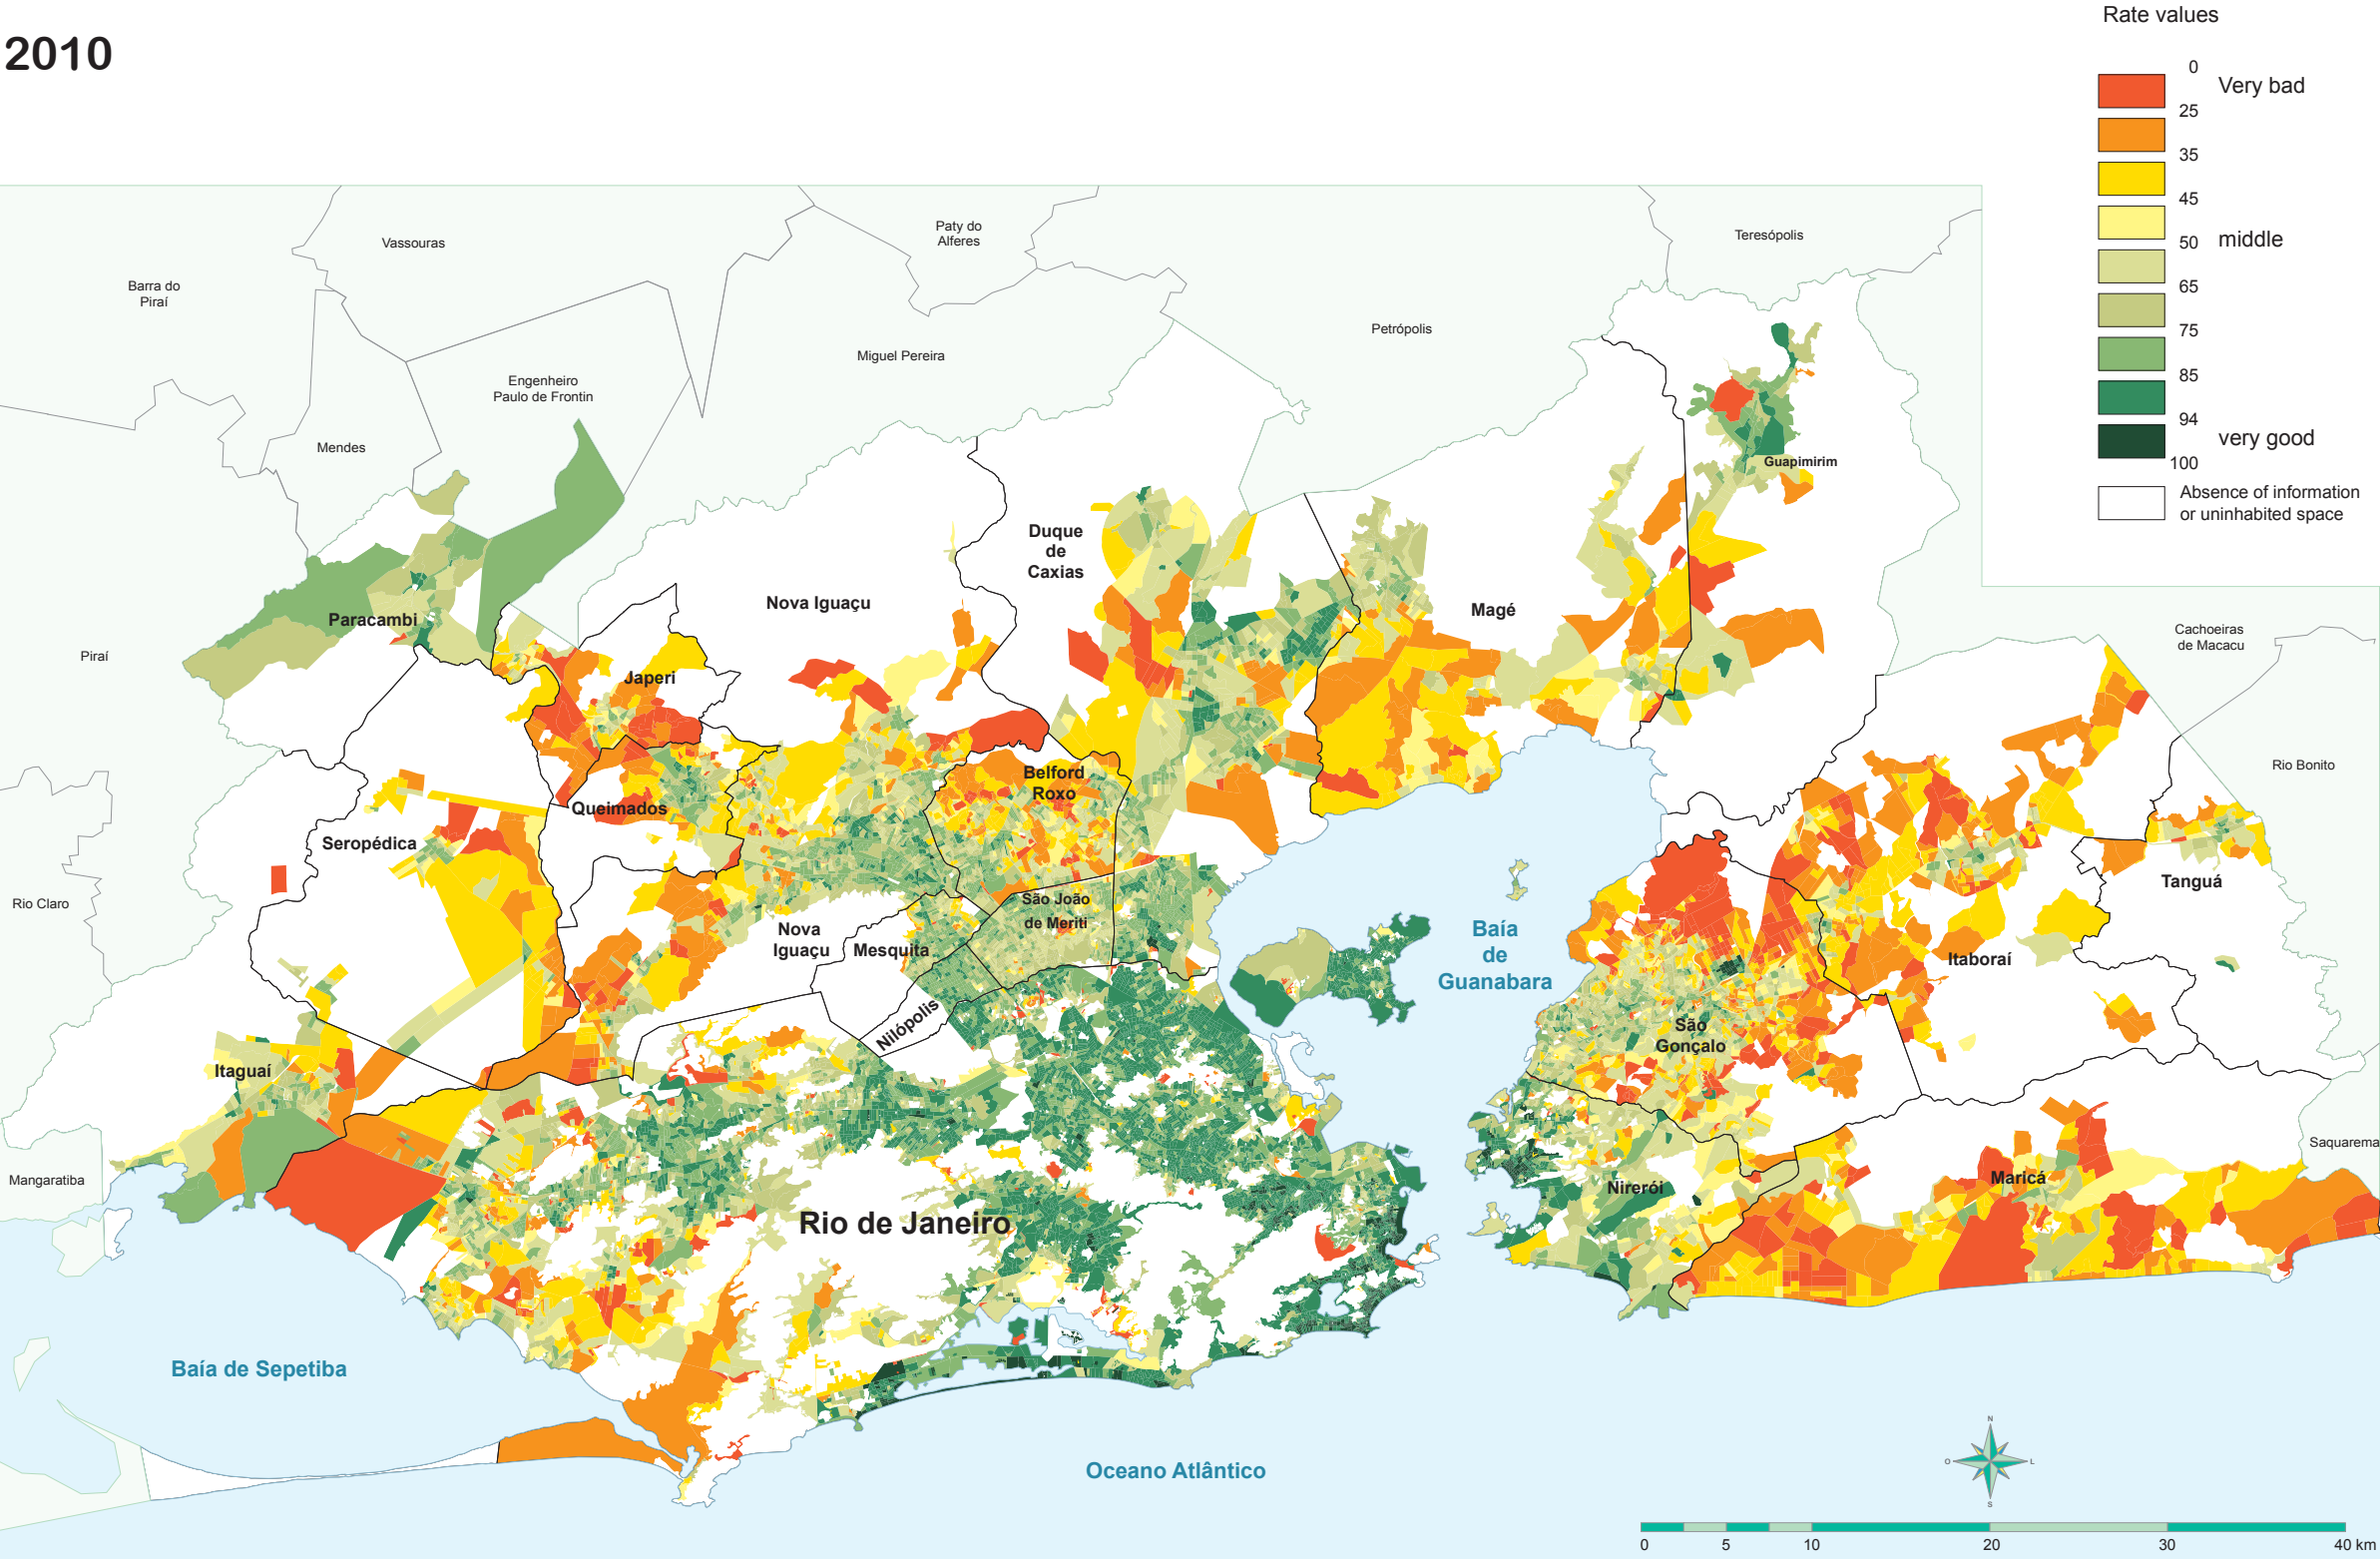 2010
Rate values
0
Very bad
25
35
45
50
middle
65
75
85
94
very good
100
Absence of information
or uninhabited space
Vassouras
Paty do
Alferes
Teresópolis
Barra do
Piraí
Petrópolis
Miguel Pereira
Engenheiro
Paulo de Frontin
Mendes
Guapimirim
Duque
de
Caxias
Nova Iguaçu
Magé
Paracambi
Cachoeiras
de Macacu
Piraí
Japeri
Rio Bonito
Belford
Roxo
Queimados
Seropédica
Tanguá
Rio Claro
São João
de Meriti
Nova
Iguaçu
Mesquita
Baía
de
Guanabara
Itaboraí
Nilópolis
São
Gonçalo
Itaguaí
Saquarema
Mangaratiba
Maricá
Nirerói
Rio de Janeiro
Baía de Sepetiba
Oceano Atlântico
N
O
L
S
0
5
10
20
30
40 km